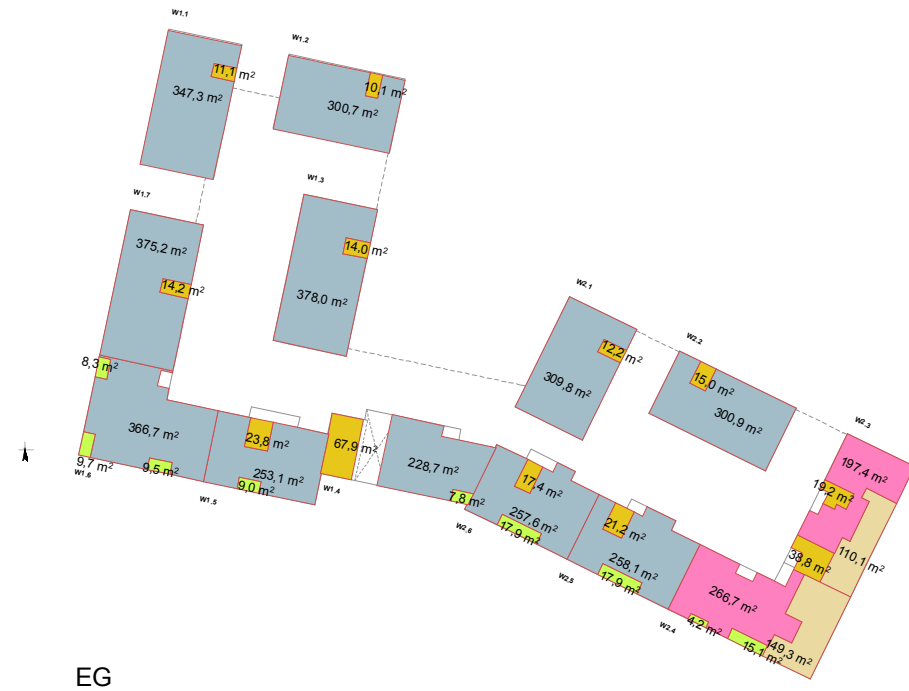 W1.1
W1.2
11,1 m²
347,3 m²
10,1 m²
300,7 m²
W1.3
W1.7
375,2 m²
14,0 m²
14,2 m²
378,0 m²
W2.1
W2.2
12,2 m²
309,8 m²
15,0 m²
300,9 m²
8,3 m²
366,7 m²
23,8 m²
67,9 m²
W2.3
197,4 m²
9,7 m²
W1.6
9,5 m²
253,1 m²
9,0 m²
W1.5
W1.4
228,7 m²
7,8 m²
17,4 m²
19,2 m²
257,6 m²
17,9 m²
W2.6
21,2 m²
258,1 m²
17,9 m²
W2.5
38,8 m²
110,1 m²
266,7 m²
4,2 m²
W2.4
15,1 m²
149,3 m²
EG